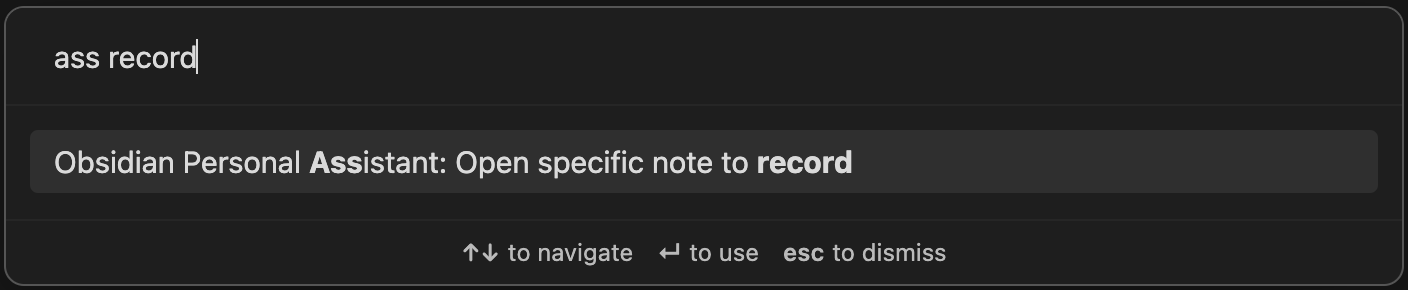 ass record
Obsidian Personal Assistant: Open specific note to record
↑↓ to navigate ↵ to use esc to dismiss